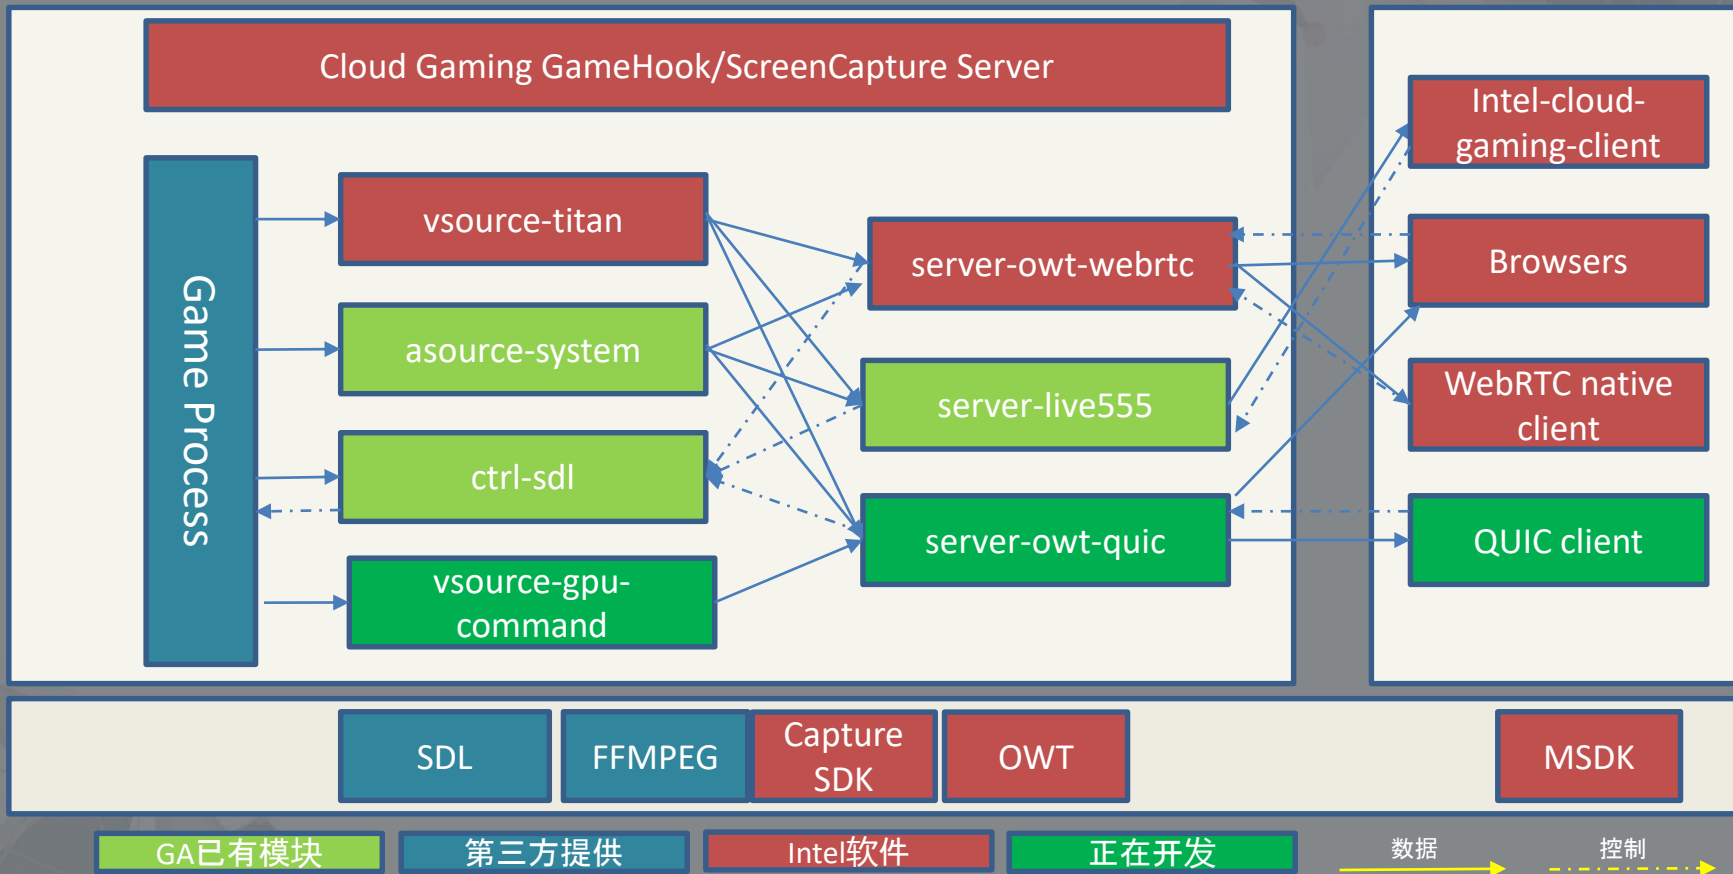 Cloud Gaming GameHook/ScreenCapture Server
Game Process
vsource-titan
asource-system
ctrl-sdl
vsource-gpu-
command
server-owt-webrtc
server-live555
server-owt-quic
Intel-cloud-
gaming-client
Browsers
WebRTC native
client
QUIC client
SDL
FFMPEG
Capture
SDK
OWT
MSDK
GA已有模块
第三方提供
Intel软件
正在开发
数据
控制